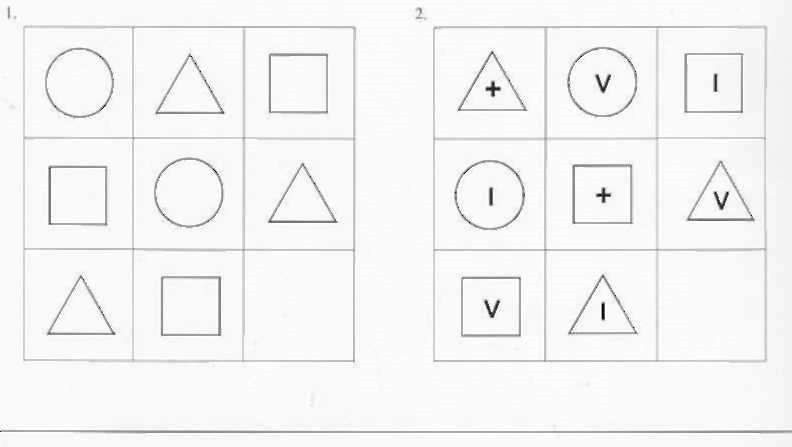 1. 2.
+ V I
I + V
V I